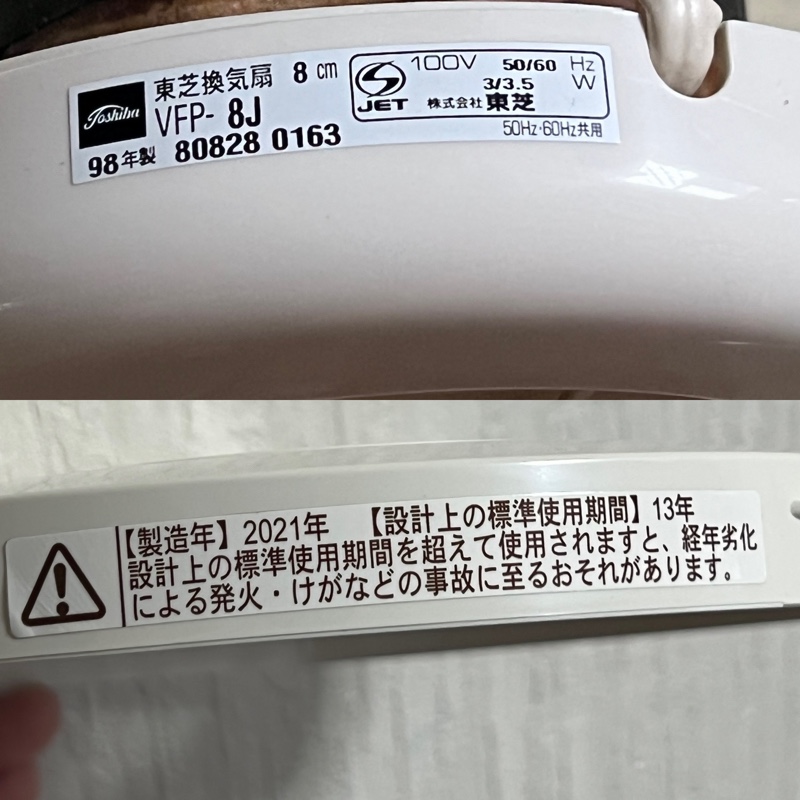 Toshiba
東芝換気扇 8cm
VFP-8J
98年製 80828 0163
JET
100V 50/60 Hz
3/3.5 W
株式会社 東芝
50Hz・60Hz共用
【製造年】2021年 【設計上の標準使用期間】13年
設計上の標準使用期間を超えて使用されますと、経年劣化
による発火・けがなどの事故に至るおそれがあります。